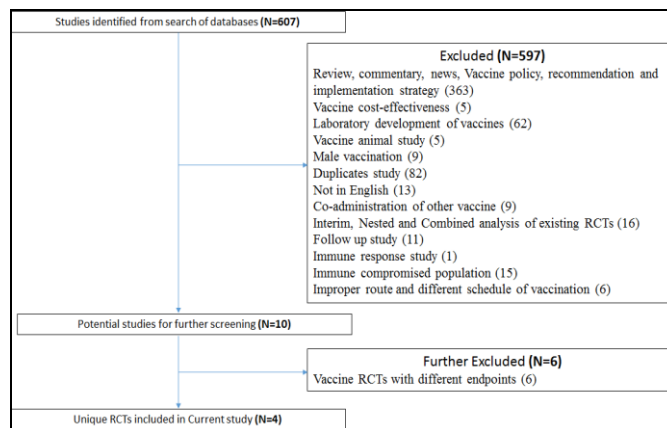 Studies identified from search of databases (N=607)
Excluded (N=597)
Review, commentary, news, Vaccine policy, recommendation and
implementation strategy (363)
Vaccine cost-effectiveness (5)
Laboratory development of vaccines (62)
Vaccine animal study (5)
Male vaccination (9)
Duplicates study (82)
Not in English (13)
Co-administration of other vaccine (9)
Interim, Nested and Combined analysis of existing RCTs (16)
Follow up study (11)
Immune response study (1)
Immune compromised population (15)
Improper route and different schedule of vaccination (6)
Potential studies for further screening (N=10)
Further Excluded (N=6)
Vaccine RCTs with different endpoints (6)
Unique RCTs included in Current study (N=4)